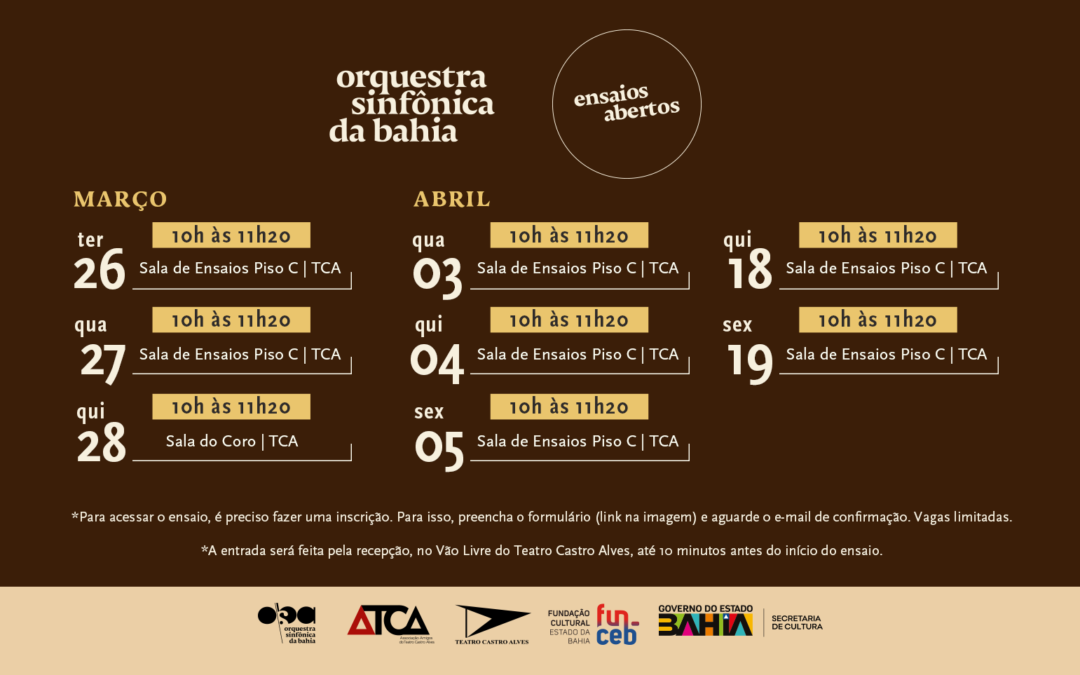 orquestra
sinfônica
da bahia
ensaios
abertos
MARÇO
ter
26
10h às 11h20
Sala de Ensaios Piso C | TCA
qua
27
10h às 11h20
Sala de Ensaios Piso C | TCA
qui
28
10h às 11h20
Sala do Coro | TCA
ABRIL
qua
03
10h às 11h20
Sala de Ensaios Piso C | TCA
qui
04
10h às 11h20
Sala de Ensaios Piso C | TCA
sex
05
10h às 11h20
Sala de Ensaios Piso C | TCA
qui
18
10h às 11h20
Sala de Ensaios Piso C | TCA
sex
19
10h às 11h20
Sala de Ensaios Piso C | TCA
*Para acessar o ensaio, é preciso fazer uma inscrição. Para isso, preencha o formulário (link na imagem) e aguarde o e-mail de confirmação. Vagas limitadas.
*A entrada será feita pela recepção, no Vão Livre do Teatro Castro Alves, até 10 minutos antes do início do ensaio.
orquestra
sinfônica
da bahia
ATCA
TEATRO CASTRO ALVES
FUNDAÇÃO
CULTURAL
ESTADO DA
BAHIA
fun_
ceb
GOVERNO DO ESTADO
BAHIA
SECRETARIA
DE CULTURA